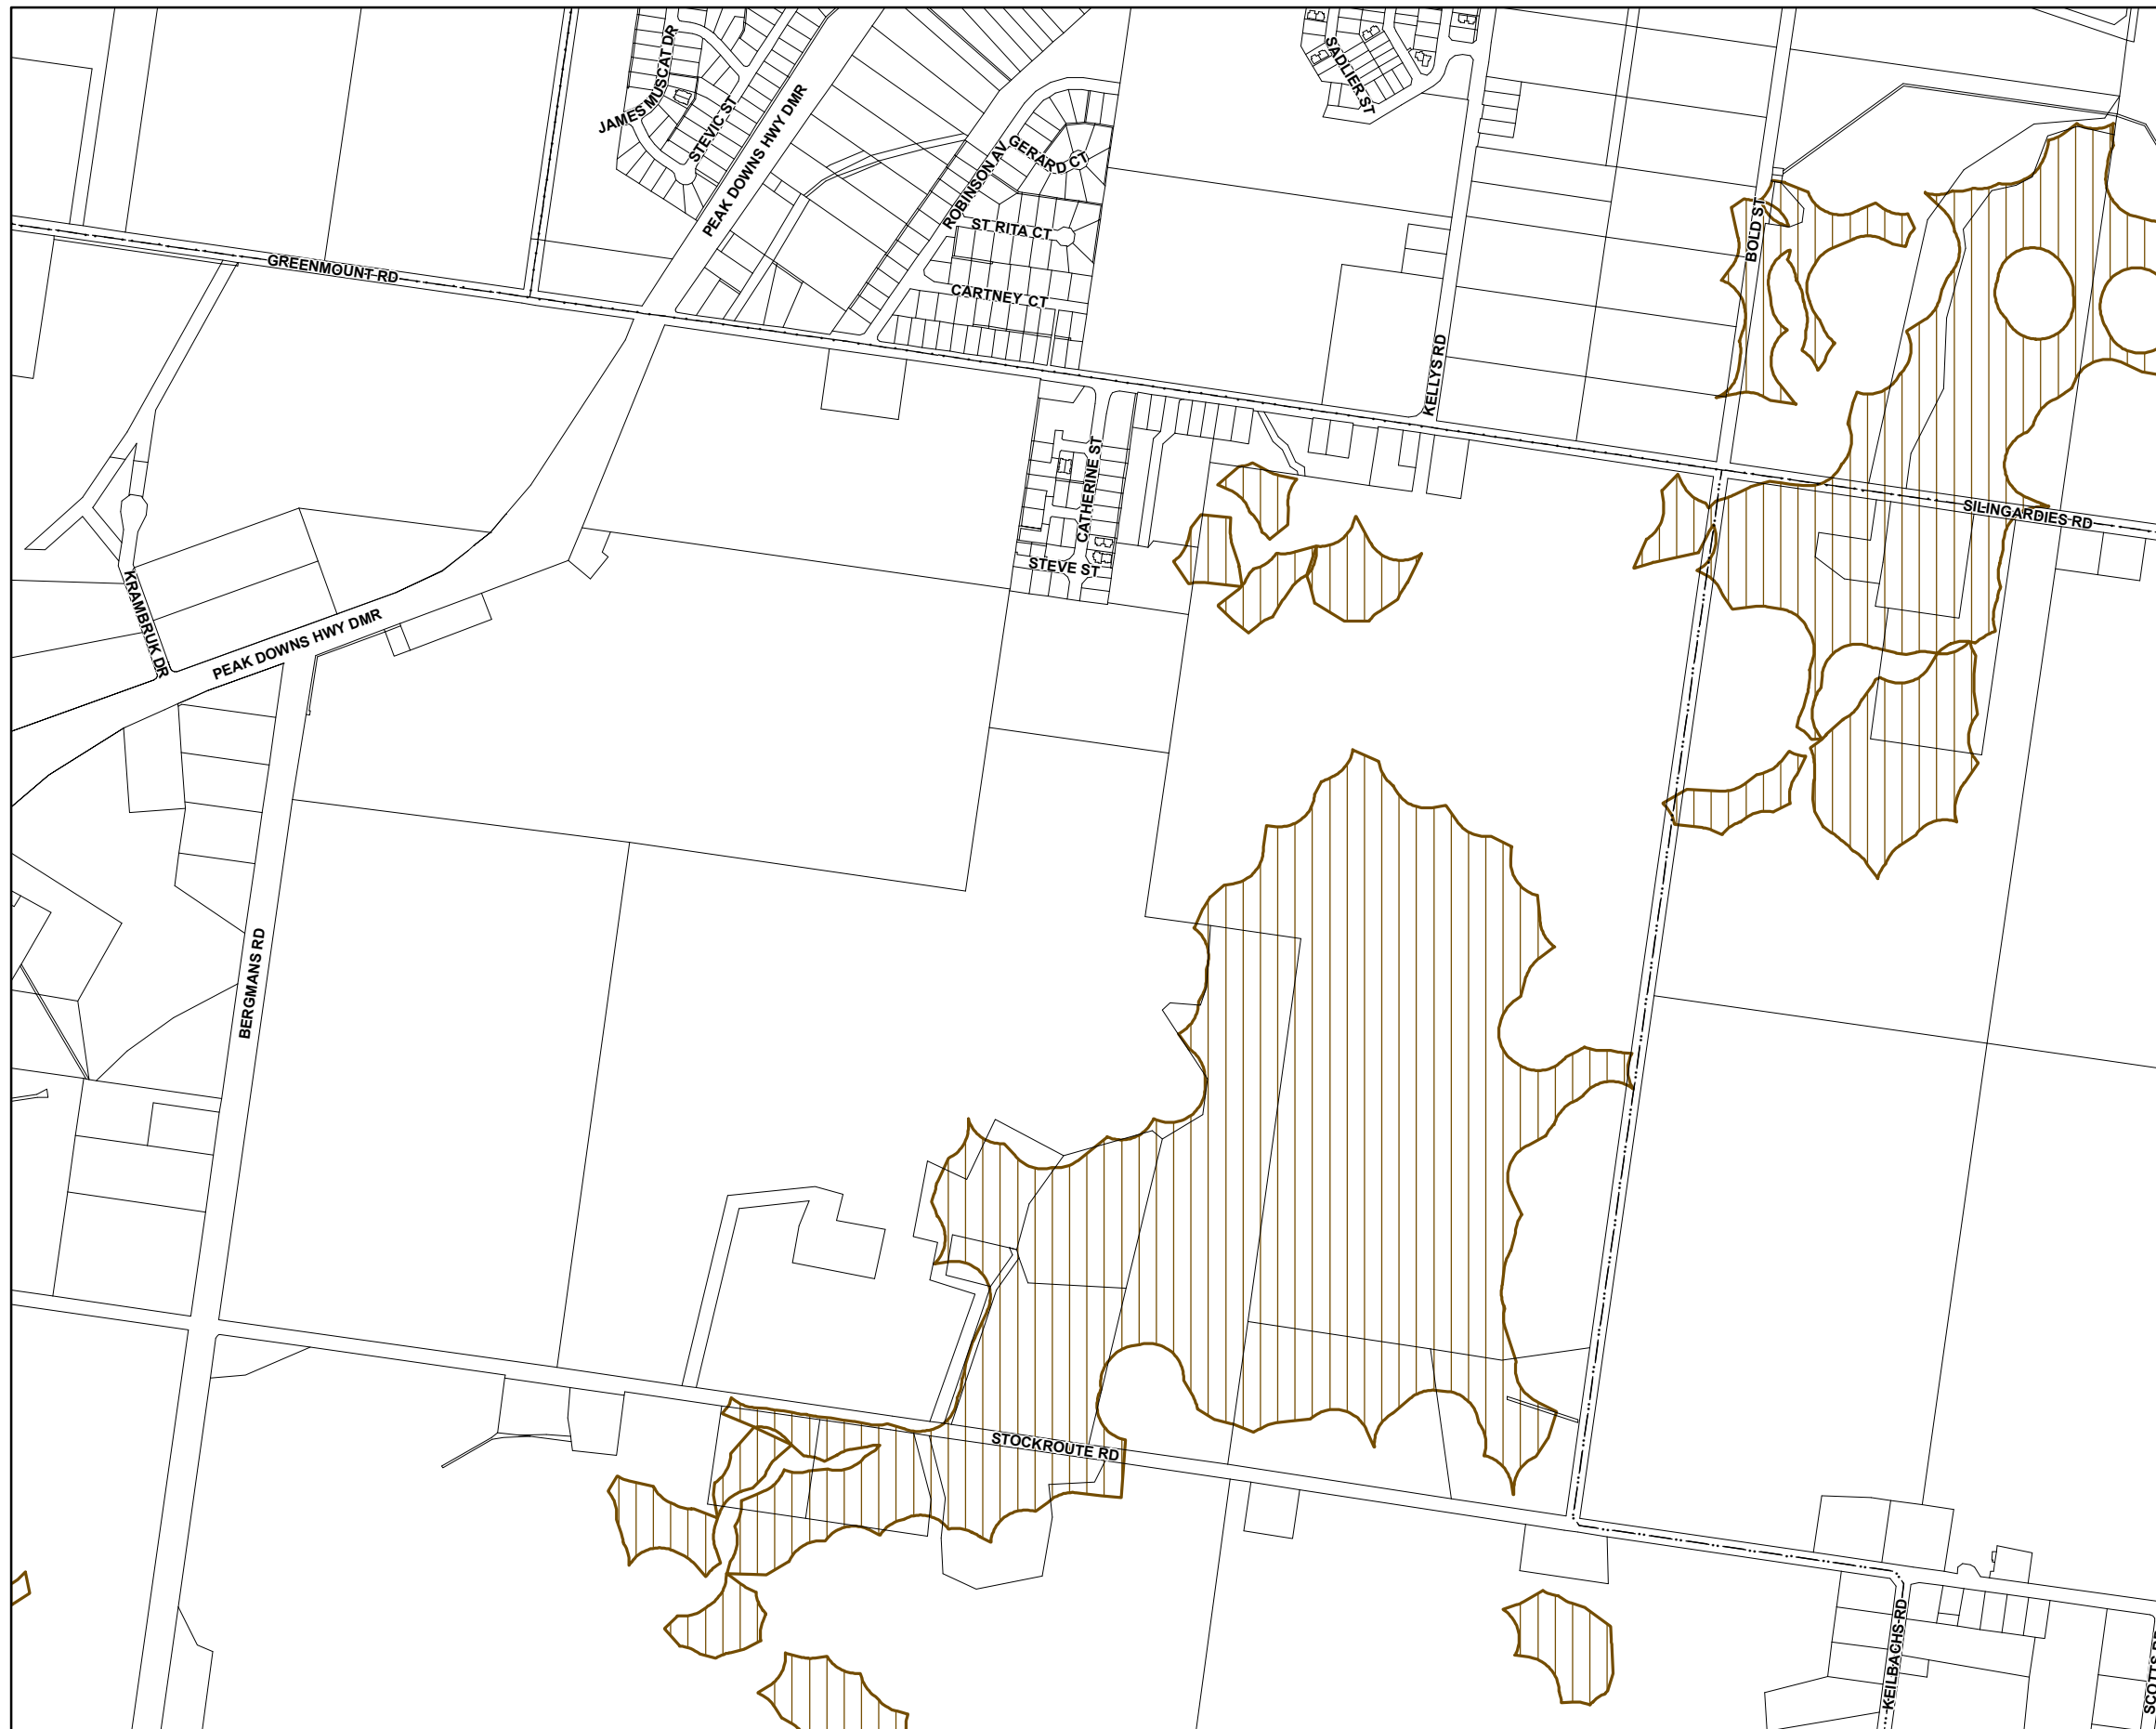 JAMES MUSCAT DR
STEVIC ST
PEAK DOWNS HWY DMR
SADLIER ST
GERARD CT
ROBINSON AV
ST RITA CT
BOLD ST
GREENMOUNT RD
CARTNEY CT
KELLYS RD
CATHERINE ST
SILINGARDIES RD
STEVE ST
KRAMBRUK DR
PEAK DOWNS HWY DMR
BERGMANS RD
STOCKROUTE RD
KEILBACHS RD